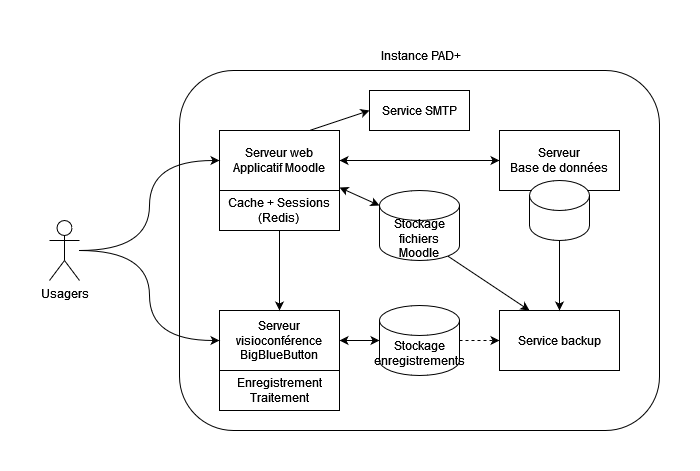 Instance PAD+
Service SMTP
Serveur web
Applicatif Moodle
Cache + Sessions
(Redis)
Serveur
Base de données
Stockage
fichiers
Moodle
Usagers
Serveur
visioconférence
BigBlueButton
Enregistrement
Traitement
Stockage
enregistrements
Service backup